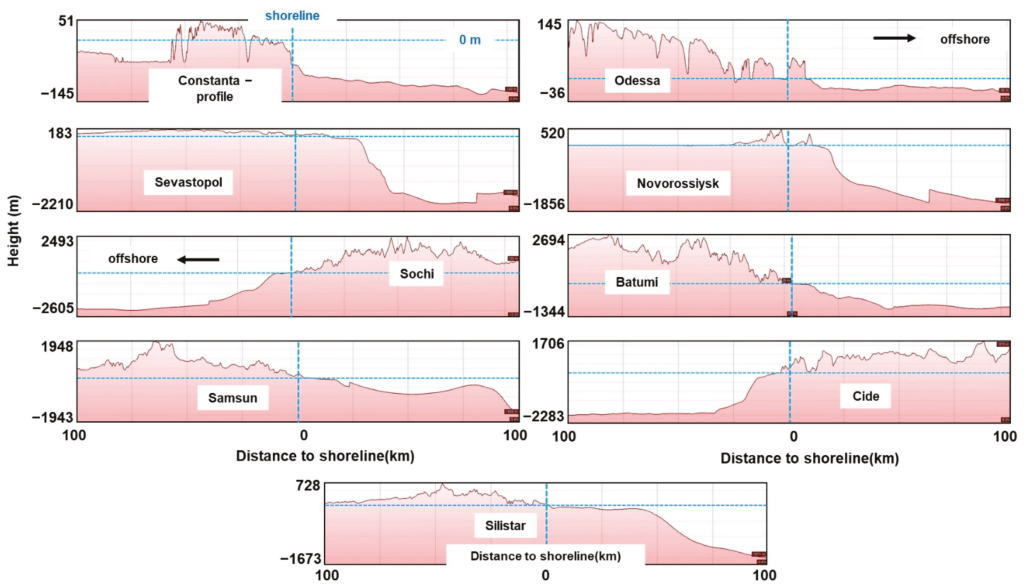 shoreline
51
0 m
Constanta –
profile
−145
145
offshore
Odessa
−36
183
Sevastopol
−2210
520
Novorossiysk
−1856
Height (m)
2493
offshore
Sochi
−2605
2694
Batumi
−1344
1948
Samsun
−1943
100
0
100
Distance to shoreline(km)
1706
Cide
−2283
100
0
100
Distance to shoreline(km)
728
Silistar
−1673
Distance to shoreline(km)
100
0
100